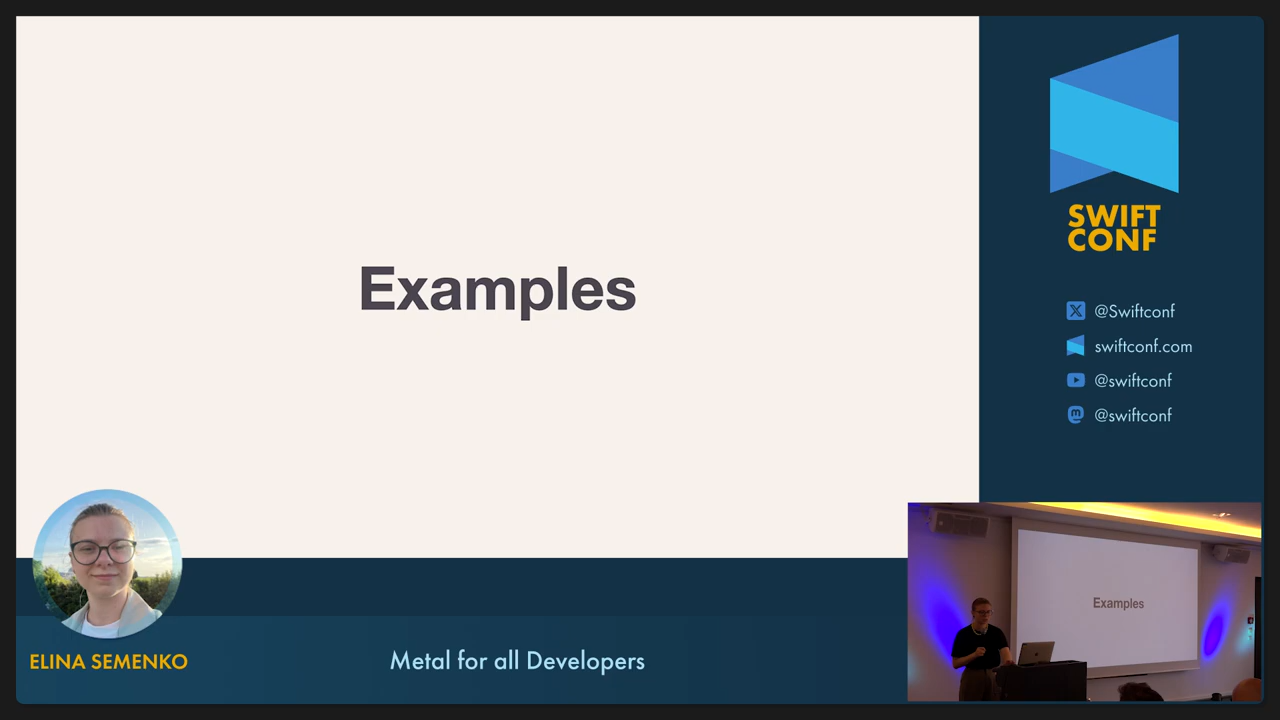 Examples
SWIFT
CONF
@Swiftconf
swiftconf.com
@swiftconf
@swiftconf
Examples
ELINA SEMENKO
Metal for all Developers